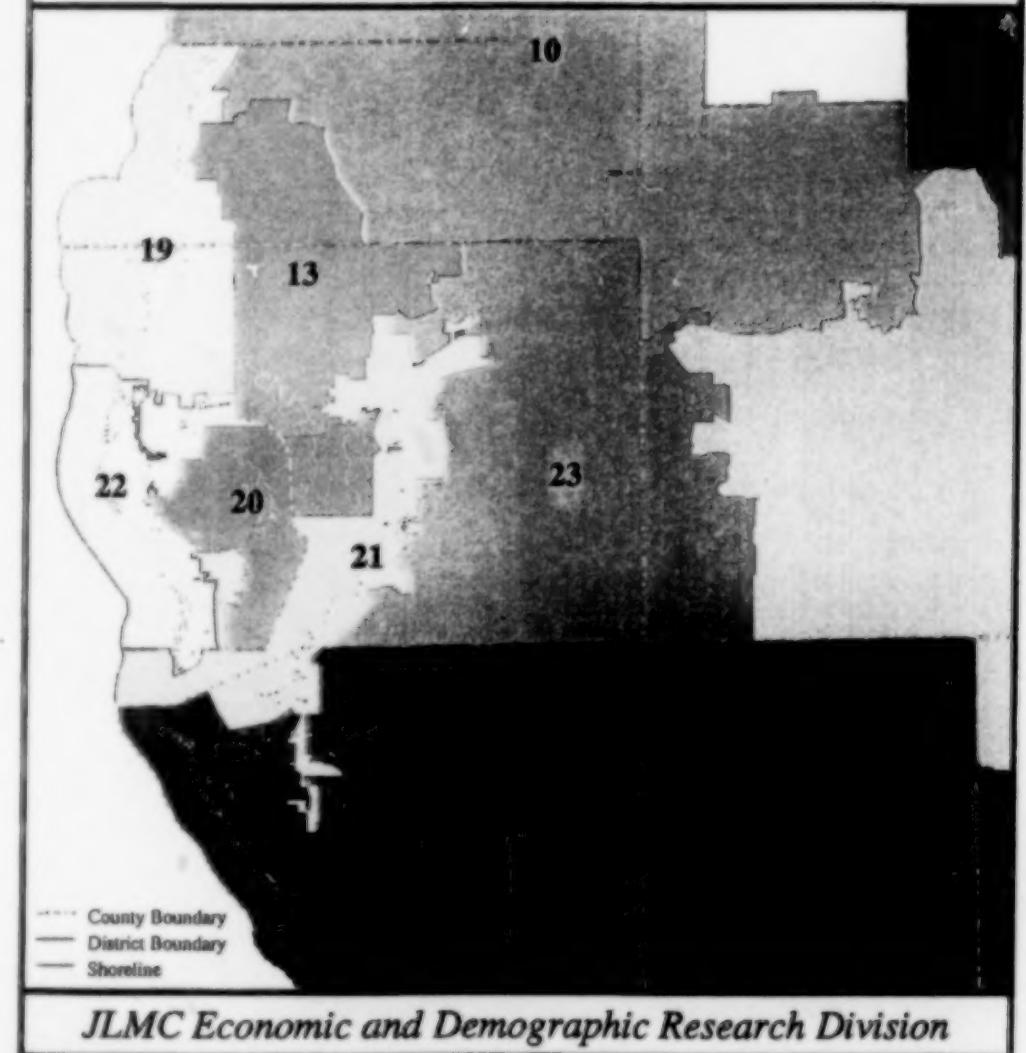 10
19
13
22
20
23
21
County Boundary
District Boundary
Shoreline
JLMC Economic and Demographic Research Division